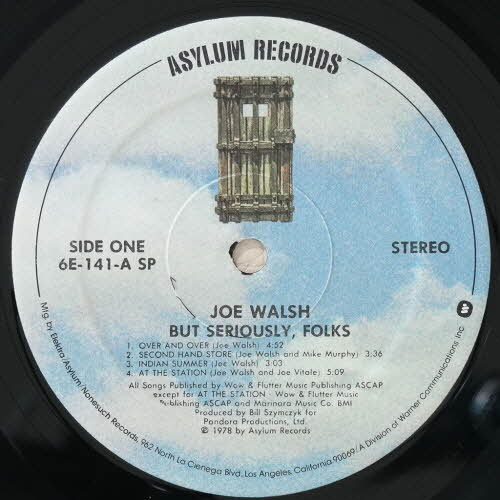 ASYLUM RECORDS
SIDE ONE
6E-141-A SP
STEREO
JOE WALSH
BUT SERIOUSLY, FOLKS
1. OVER AND OVER (Joe Walsh) 4:52
2. SECOND HAND STORE (Joe Walsh and Mike Murphy) 3:36
3. INDIAN SUMMER (Joe Walsh) 3:03
4. AT THE STATION (Joe Walsh and Joe Vitale) 5:09
All Songs Published by Wow & Flutter Music Publishing ASCAP
except for AT THE STATION - Wow & Flutter Music
Publishing ASCAP and Marinara Music Co. BMI
Produced by Bill Szymczyk for
Pandora Productions, Ltd.
℗ 1978 by Asylum Records
Mfg. by Elektra/Asylum/Nonesuch Records, 962 North La Cienega Blvd., Los Angeles, California 90069/A Division of Warner Communications Inc.